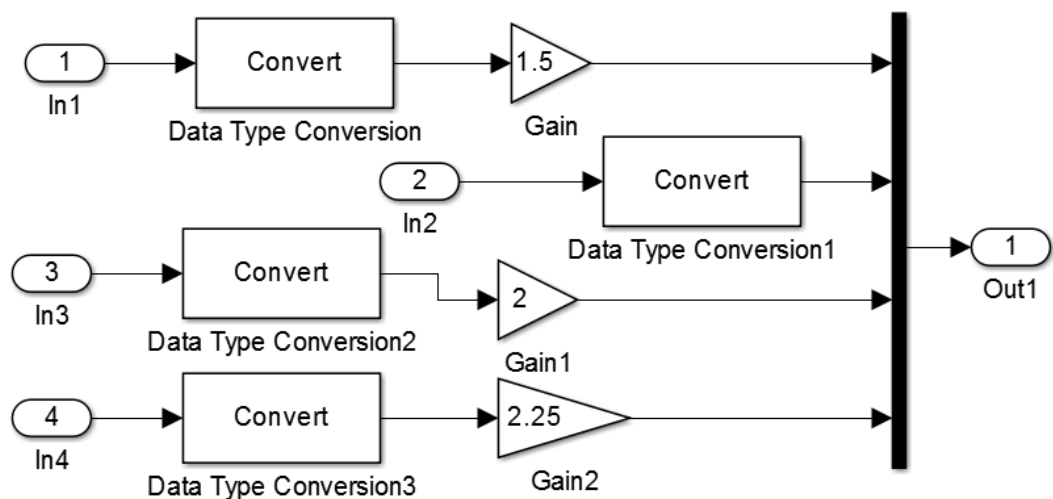 1
Convert
1.5
In1
Data Type Conversion
Gain
2
Convert
In2
Data Type Conversion1
3
Convert
2
1
In3
Data Type Conversion2
Gain1
Out1
4
Convert
2.25
In4
Data Type Conversion3
Gain2